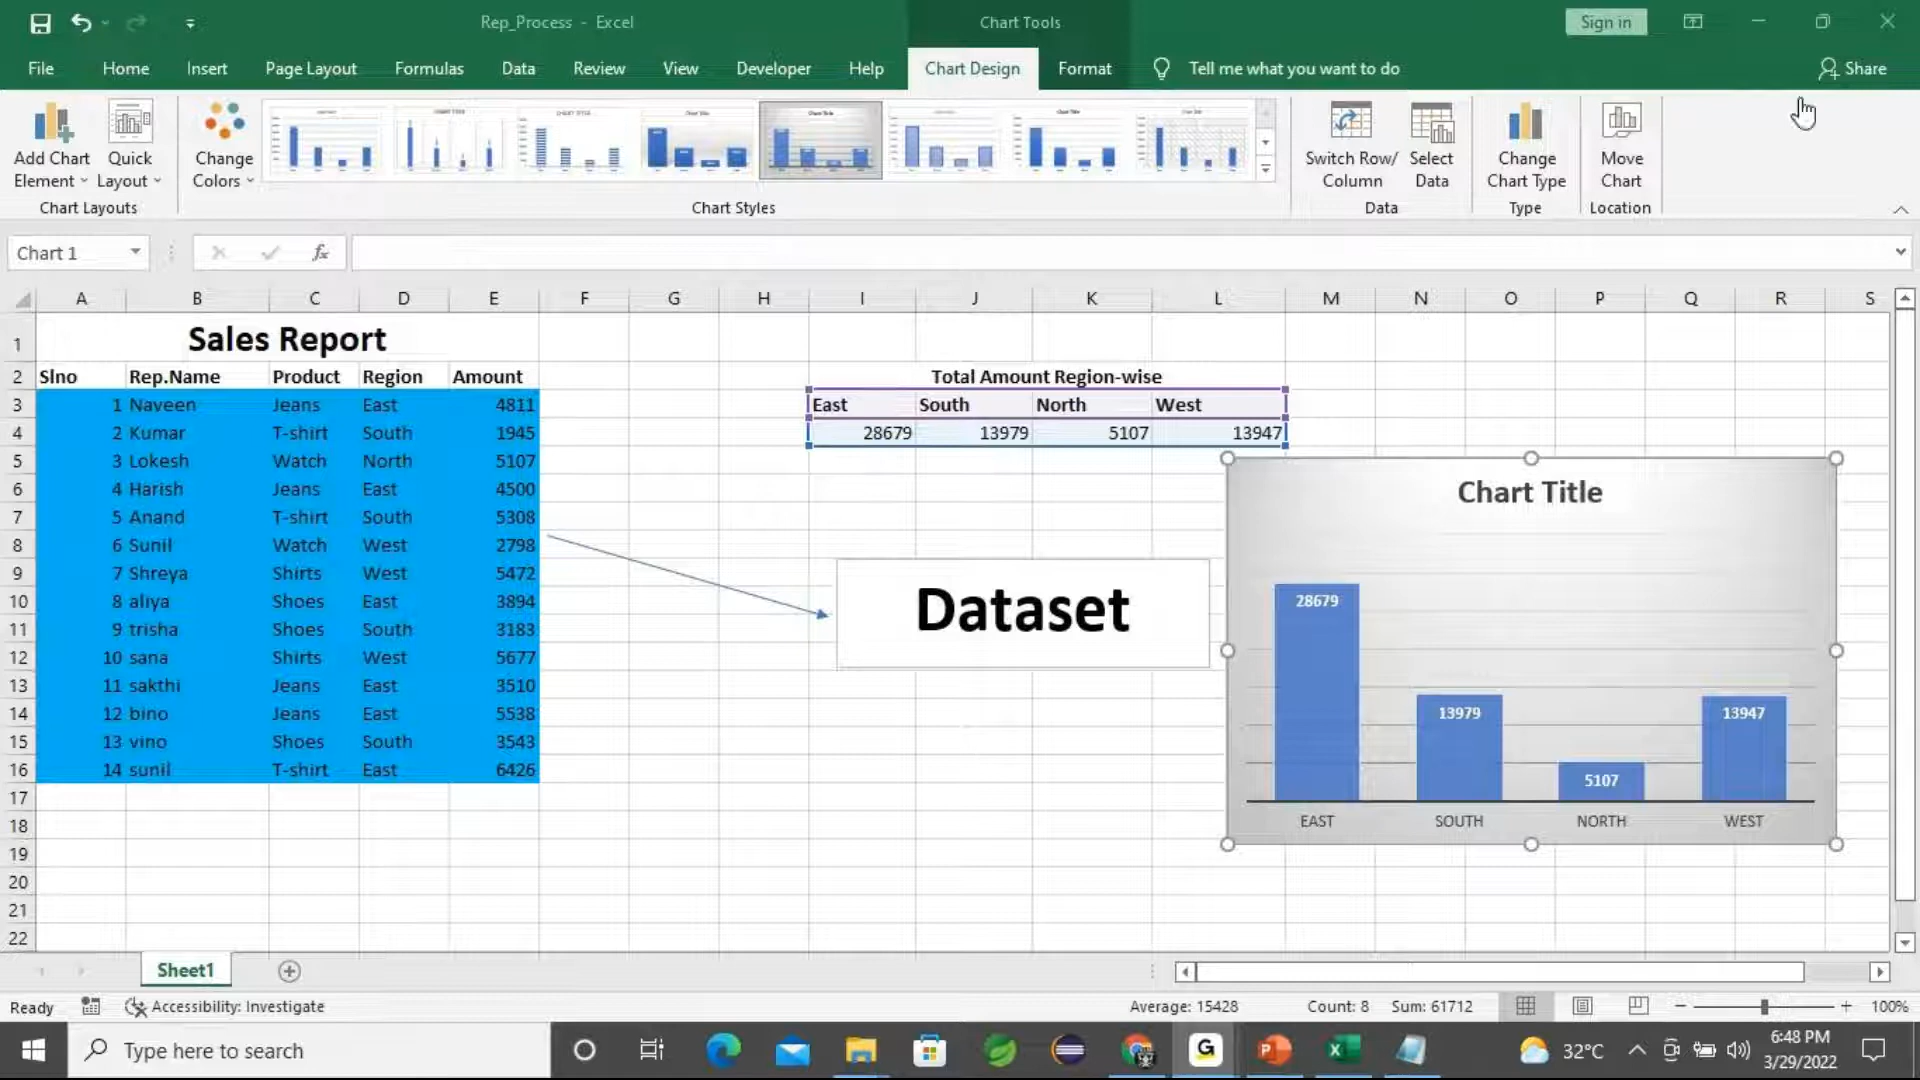 Rep_Process - Excel
Chart Tools
Sign in
File Home Insert Page Layout Formulas Data Review View Developer Help Chart Design Format Tell me what you want to do Share
Add Chart Element
Quick Layout
Change Colors
Switch Row/ Column
Select Data
Change Chart Type
Move Chart
Chart Layouts
Chart Styles
Data
Type
Location
Chart 1
fx
A B C D E F G H I J K L M N O P Q R S
1 Sales Report
2 Slno Rep.Name Product Region Amount Total Amount Region-wise
3 1 Naveen Jeans East 4811 East South North West
4 2 Kumar T-shirt South 1945 28679 13979 5107 13947
5 3 Lokesh Watch North 5107
6 4 Harish Jeans East 4500
7 5 Anand T-shirt South 5308
8 6 Sunil Watch West 2798
9 7 Shreya Shirts West 5472
10 8 aliya Shoes East 3894
11 9 trisha Shoes South 3183
12 10 sana Shirts West 5677
13 11 sakthi Jeans East 3510
14 12 bino Jeans East 5538
15 13 vino Shoes South 3543
16 14 sunil T-shirt East 6426
17
18
19
20
21
22
Dataset
Chart Title
28679
13979
5107
13947
EAST SOUTH NORTH WEST
Sheet1
Ready Accessibility: Investigate Average: 15428 Count: 8 Sum: 61712 100%
Type here to search
32°C
6:48 PM
3/29/2022